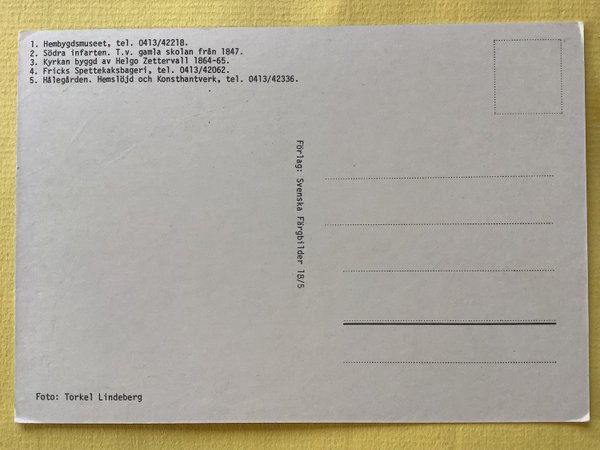 1. Hembygdsmuseet, tel. 0413/42218.
2. Södra infarten. T.v. gamla skolan från 1847.
3. Kyrkan byggd av Helgo Zettervall 1864-65.
4. Fricks Spettekaksbageri, tel. 0413/42062.
5. Hålegården. Hemslöjd och Konsthantverk, tel. 0413/42336.
Förlag: Svenska Färgbilder 18/5
Foto: Torkel Lindeberg